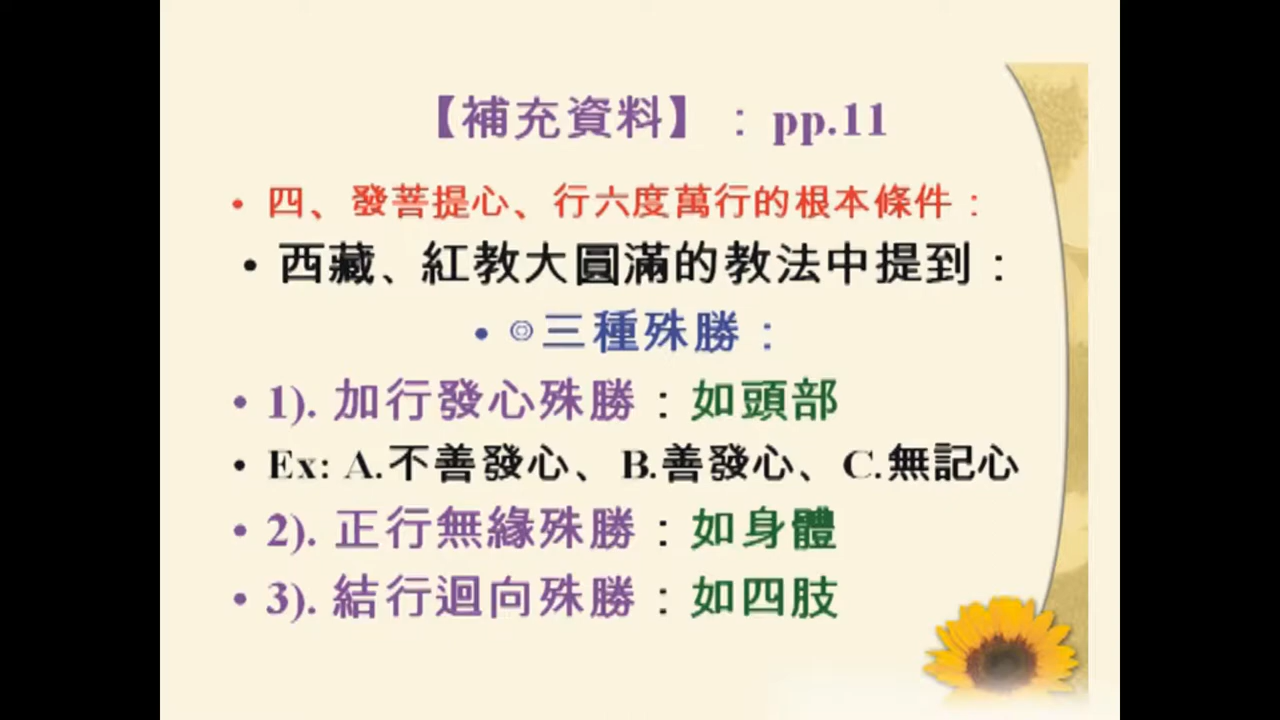 【補充資料】：pp.11
• 四、發菩提心、行六度萬行的根本條件：
• 西藏、紅教大圓滿的教法中提到：
• ◎三種殊勝：
• 1). 加行發心殊勝：如頭部
• Ex: A.不善發心、B.善發心、C.無記心
• 2). 正行無緣殊勝：如身體
• 3). 結行迴向殊勝：如四肢